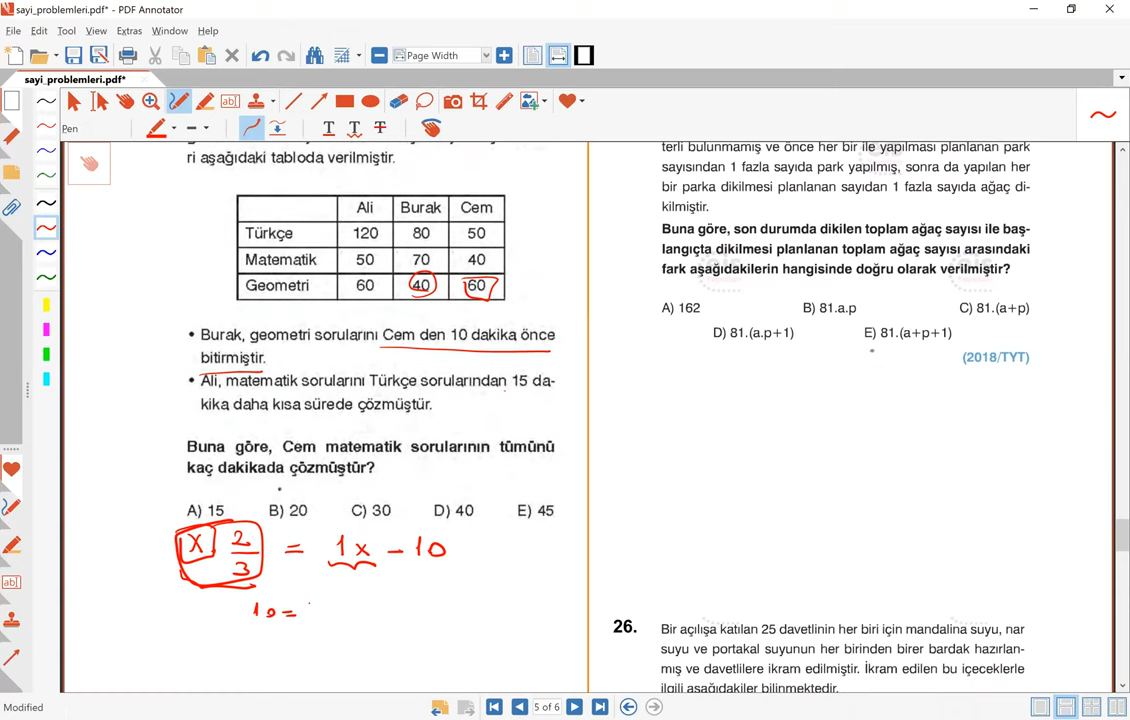 sayi_problemleri.pdf* - PDF Annotator
File Edit Tool View Extras Window Help
Page Width
sayi_problemleri.pdf*
Pen
ri aşağıdaki tabloda verilmiştir.
Ali Burak Cem
Türkçe 120 80 50
Matematik 50 70 40
Geometri 60 40 60
• Burak, geometri sorularını Cem den 10 dakika önce
bitirmiştir.
• Ali, matematik sorularını Türkçe sorularından 15 da-
kika daha kısa sürede çözmüştür.
Buna göre, Cem matematik sorularının tümünü
kaç dakikada çözmüştür?
A) 15 B) 20 C) 30 D) 40 E) 45
x 2/3 = 1x - 10
10 =
terli bulunmamış ve önce her bir ile yapılması planlanan park
sayısından 1 fazla sayıda park yapılmış, sonra da yapılan her
bir parka dikilmesi planlanan sayıdan 1 fazla sayıda ağaç di-
kilmiştir.
Buna göre, son durumda dikilen toplam ağaç sayısı ile baş-
langıçta dikilmesi planlanan toplam ağaç sayısı arasındaki
fark aşağıdakilerin hangisinde doğru olarak verilmiştir?
A) 162 B) 81.a.p C) 81.(a+p)
D) 81.(a.p+1) E) 81.(a+p+1)
(2018/TYT)
26. Bir açılışa katılan 25 davetlinin her biri için mandalina suyu, nar
suyu ve portakal suyunun her birinden birer bardak hazırlan-
mış ve davetlilere ikram edilmiştir. İkram edilen bu içeceklerle
ilgili aşağıdakiler bilinmektedir.
Modified
5 of 6